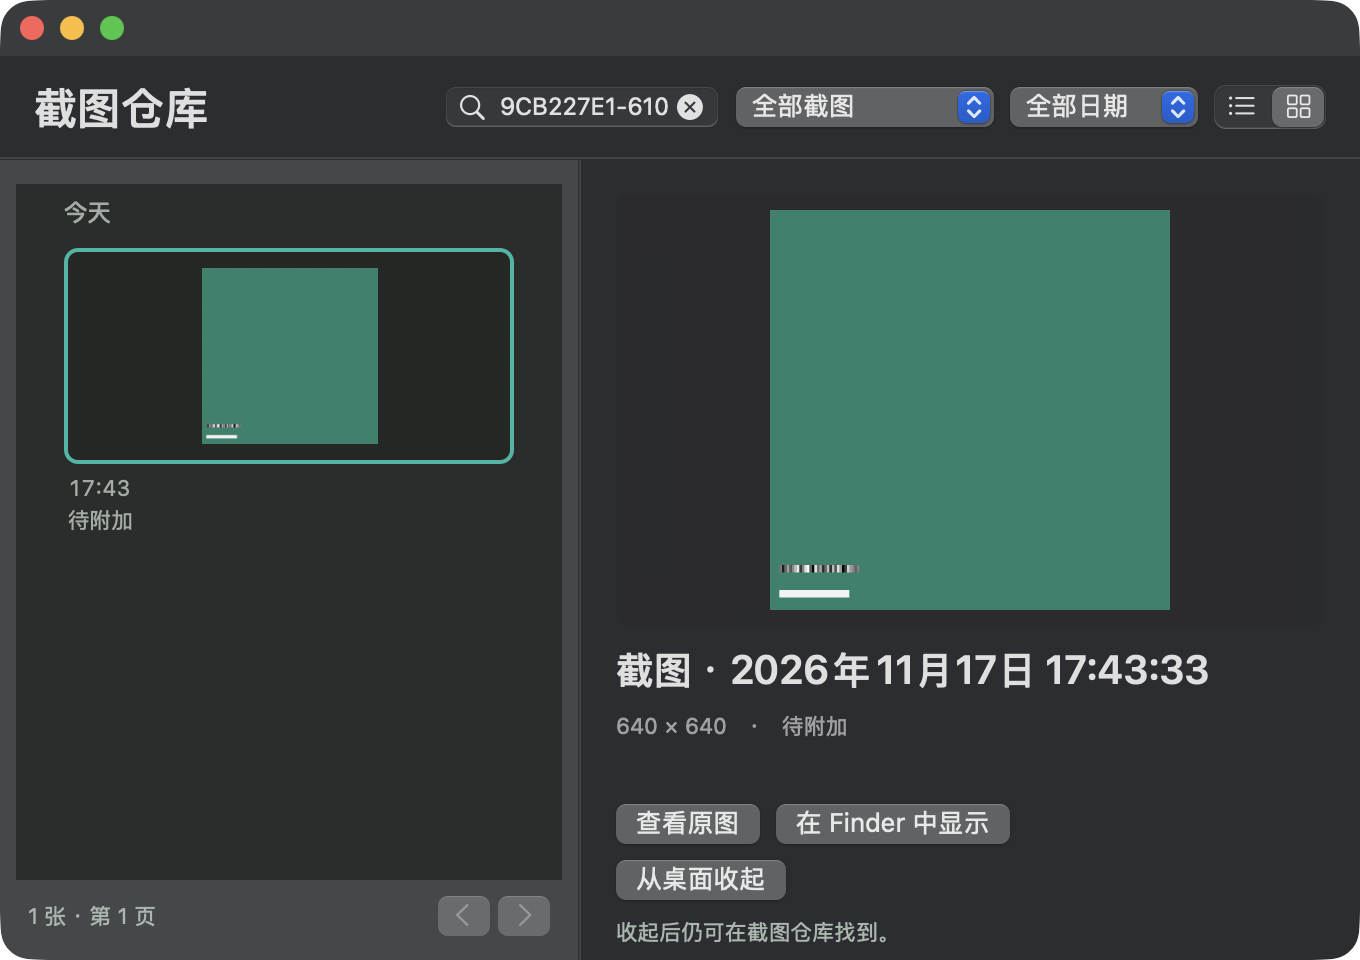 截图仓库
9CB227E1-610
全部截图
全部日期
今天
17:43
待附加
1 张 · 第 1 页
截图 · 2026年11月17日 17:43:33
640 × 640 · 待附加
查看原图
在 Finder 中显示
从桌面收起
收起后仍可在截图仓库找到。